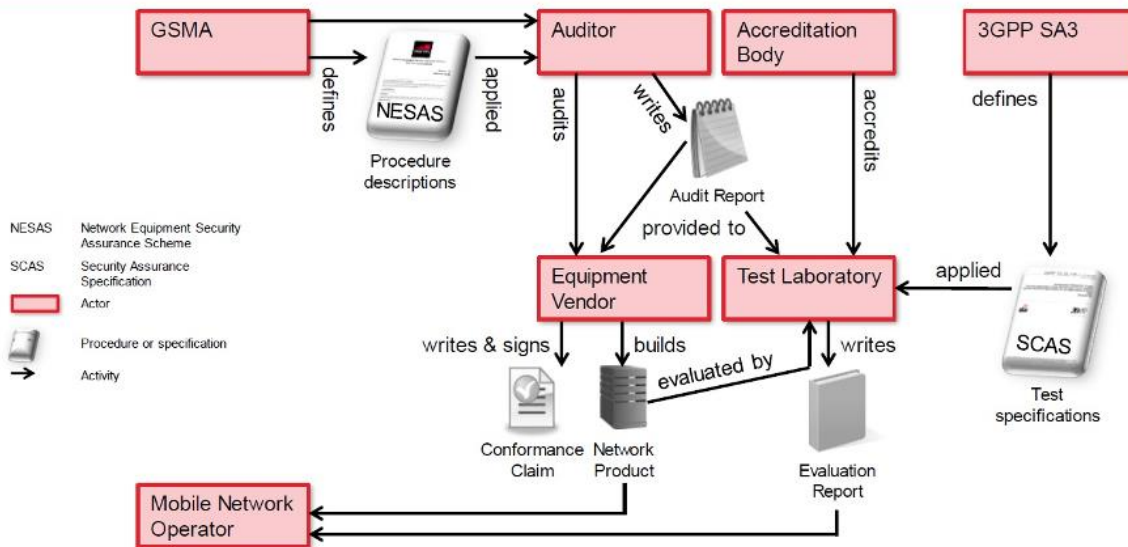 GSMA
Auditor
Accreditation
Body
3GPP SA3
defines
NESAS
applied
Procedure
descriptions
audits
writes
Audit Report
accredits
defines
provided to
NESAS Network Equipment Security
Assurance Scheme
SCAS Security Assurance
Specification
Actor
Procedure or specification
Activity
Equipment
Vendor
Test Laboratory
applied
SCAS
Test
specifications
writes & signs
builds
evaluated by
writes
Conformance
Claim
Network
Product
Evaluation
Report
Mobile Network
Operator